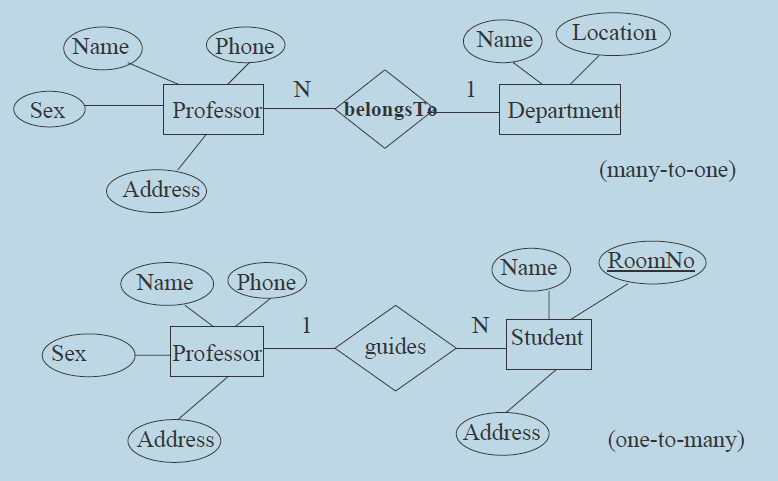 Name
Phone
Name
Location
Sex
Professor
N
belongsTo
1
Department
Address
(many-to-one)
Name
Phone
Name
RoomNo
Sex
Professor
1
guides
N
Student
Address
Address
(one-to-many)